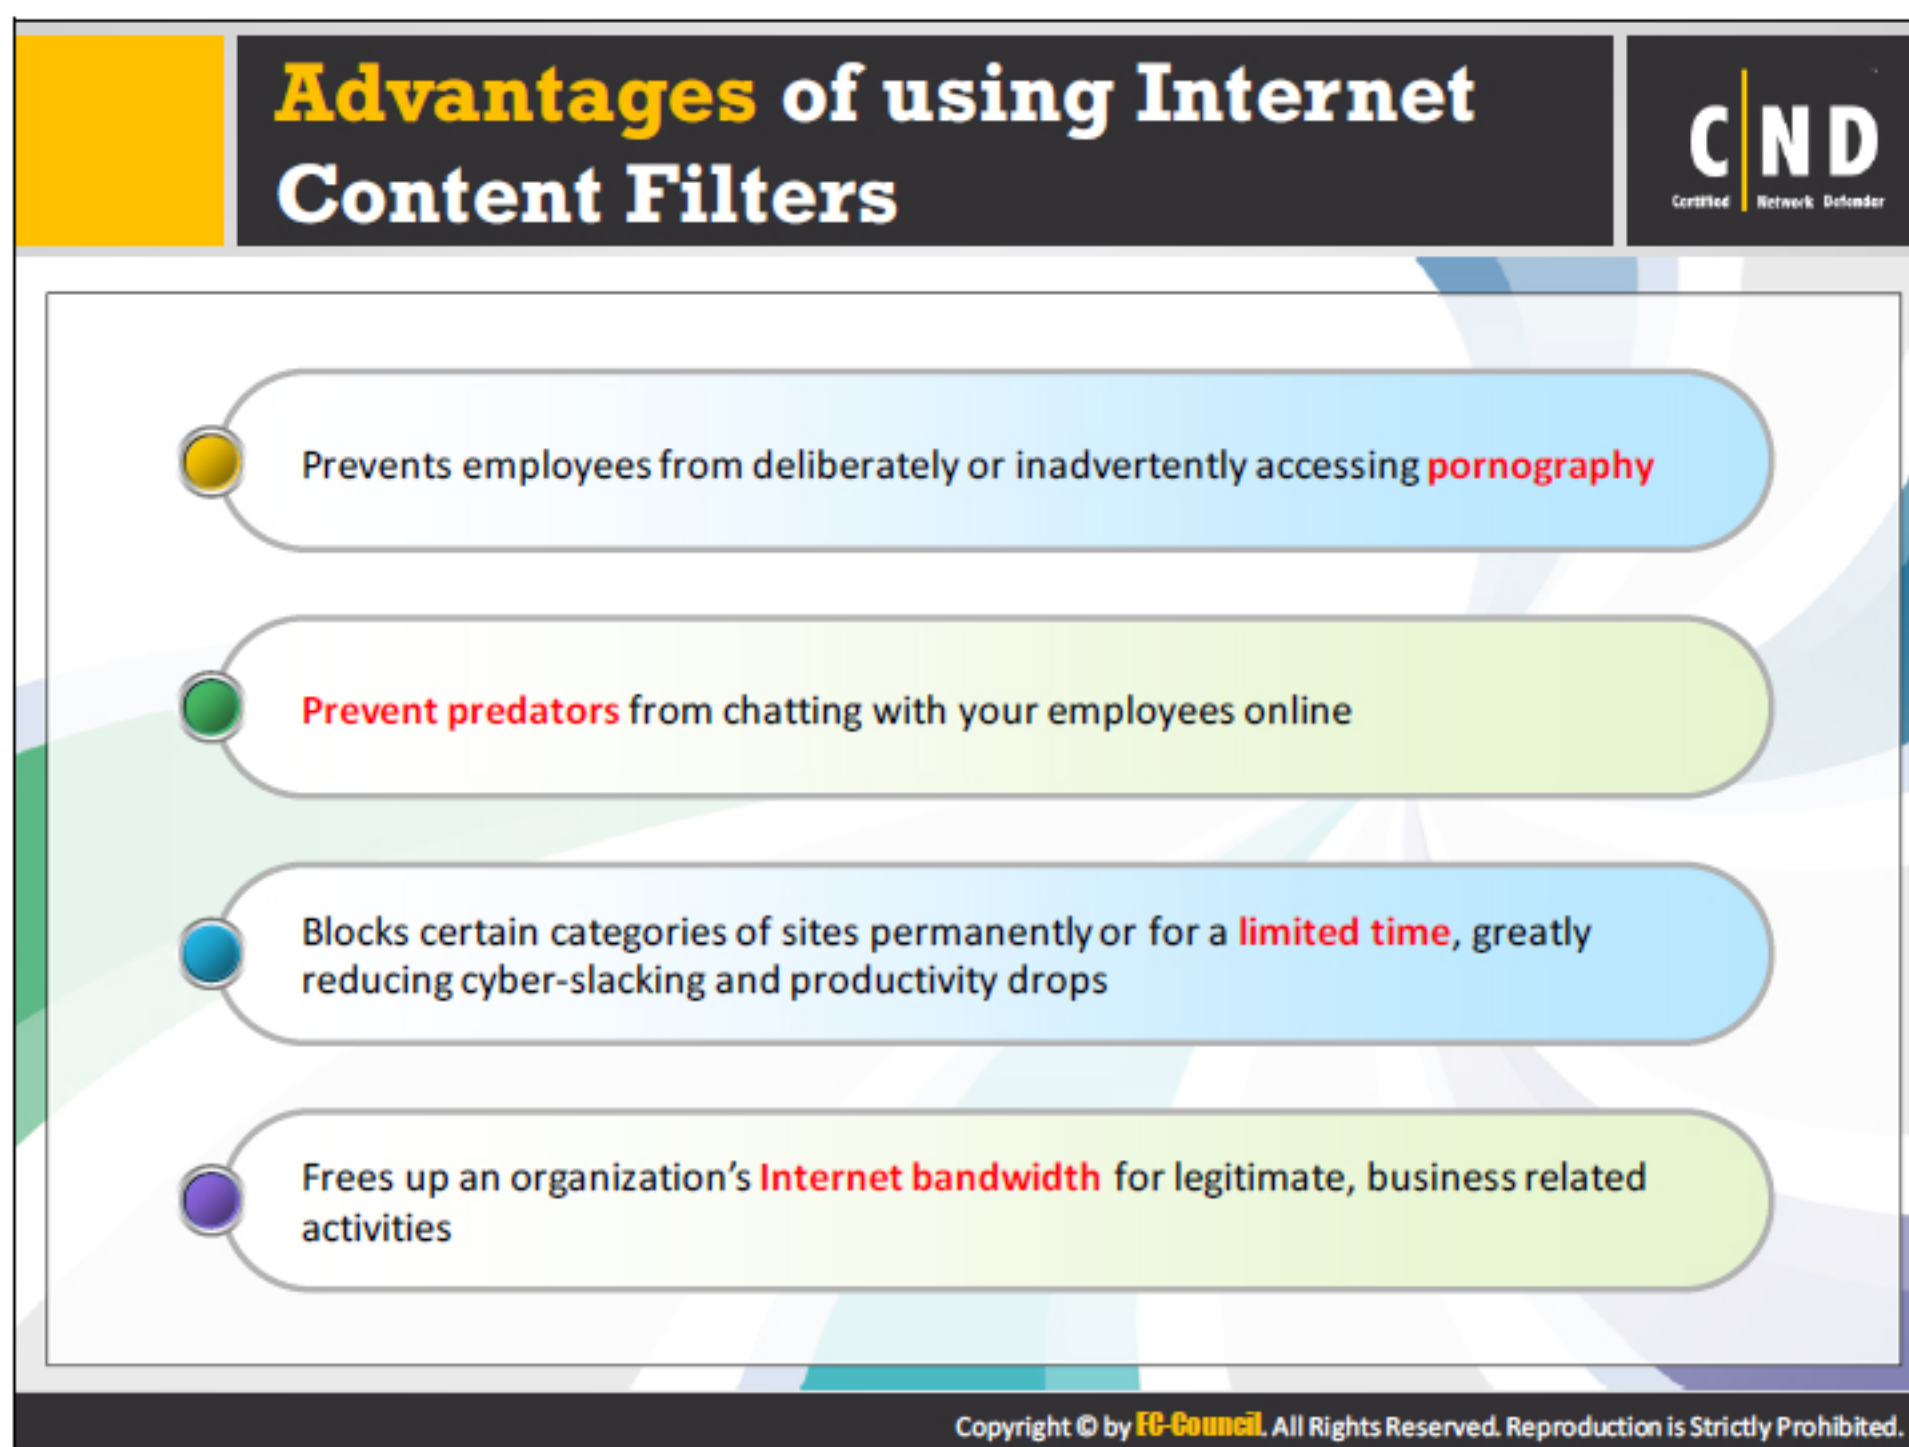 Advantages of using Internet
Content Filters
C ND
Certified Network Defender
Prevents employees from deliberately or inadvertently accessing pornography
Prevent predators from chatting with your employees online
Blocks certain categories of sites permanently or for a limited time, greatly
reducing cyber-slacking and productivity drops
Frees up an organization's Internet bandwidth for legitimate, business related
activities
Copyright © by EC-Council. All Rights Reserved. Reproduction is Strictly Prohibited.